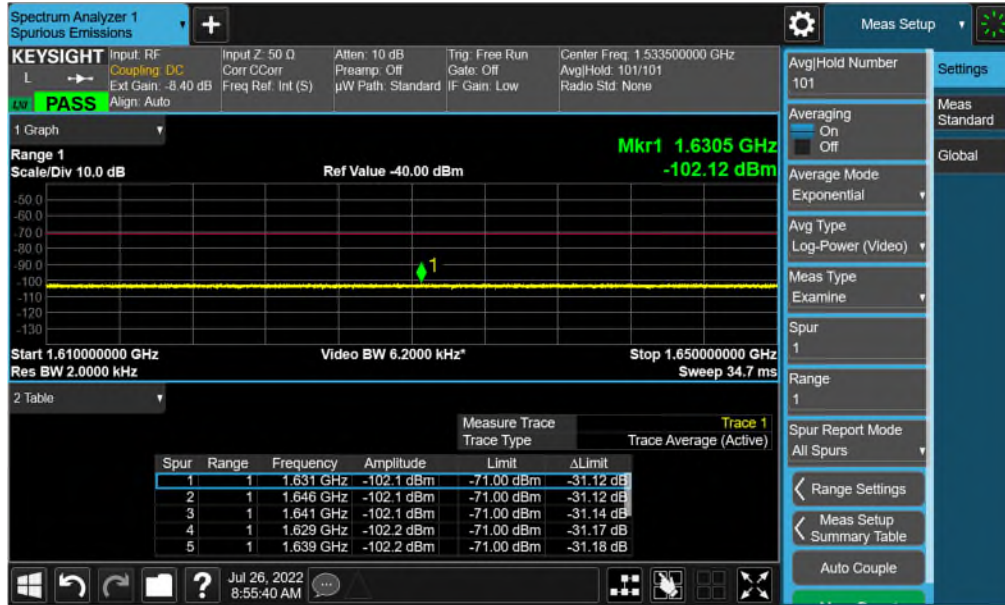 Spectrum Analyzer 1
Spurious Emissions
+
Meas Setup
KEYSIGHT
L
LXI
PASS
Input: RF
Coupling: DC
Ext Gain: -8.40 dB
Align: Auto
Input Z: 50 Ω
Corr CCorr
Freq Ref: Int (S)
Atten: 10 dB
Preamp: Off
µW Path: Standard
Trig: Free Run
Gate: Off
IF Gain: Low
Center Freq: 1.533500000 GHz
Avg|Hold: 101/101
Radio Std: None
1 Graph
Range 1
Scale/Div 10.0 dB
Ref Value -40.00 dBm
Mkr1 1.6305 GHz
-102.12 dBm
-50.0
-60.0
-70.0
-80.0
-90.0
-100
-110
-120
-130
1
Start 1.610000000 GHz
Res BW 2.0000 kHz
Video BW 6.2000 kHz*
Stop 1.650000000 GHz
Sweep 34.7 ms
2 Table
Measure Trace Trace 1
Trace Type Trace Average (Active)
Spur Range Frequency Amplitude Limit ΔLimit
1 1 1.631 GHz -102.1 dBm -71.00 dBm -31.12 dB
2 1 1.646 GHz -102.1 dBm -71.00 dBm -31.12 dB
3 1 1.641 GHz -102.1 dBm -71.00 dBm -31.14 dB
4 1 1.629 GHz -102.2 dBm -71.00 dBm -31.17 dB
5 1 1.639 GHz -102.2 dBm -71.00 dBm -31.18 dB
?
Jul 26, 2022
8:55:40 AM
Avg|Hold Number
101
Averaging
On
Off
Average Mode
Exponential
Avg Type
Log-Power (Video)
Meas Type
Examine
Spur
1
Range
1
Spur Report Mode
All Spurs
Range Settings
Meas Setup
Summary Table
Auto Couple
Settings
Meas
Standard
Global